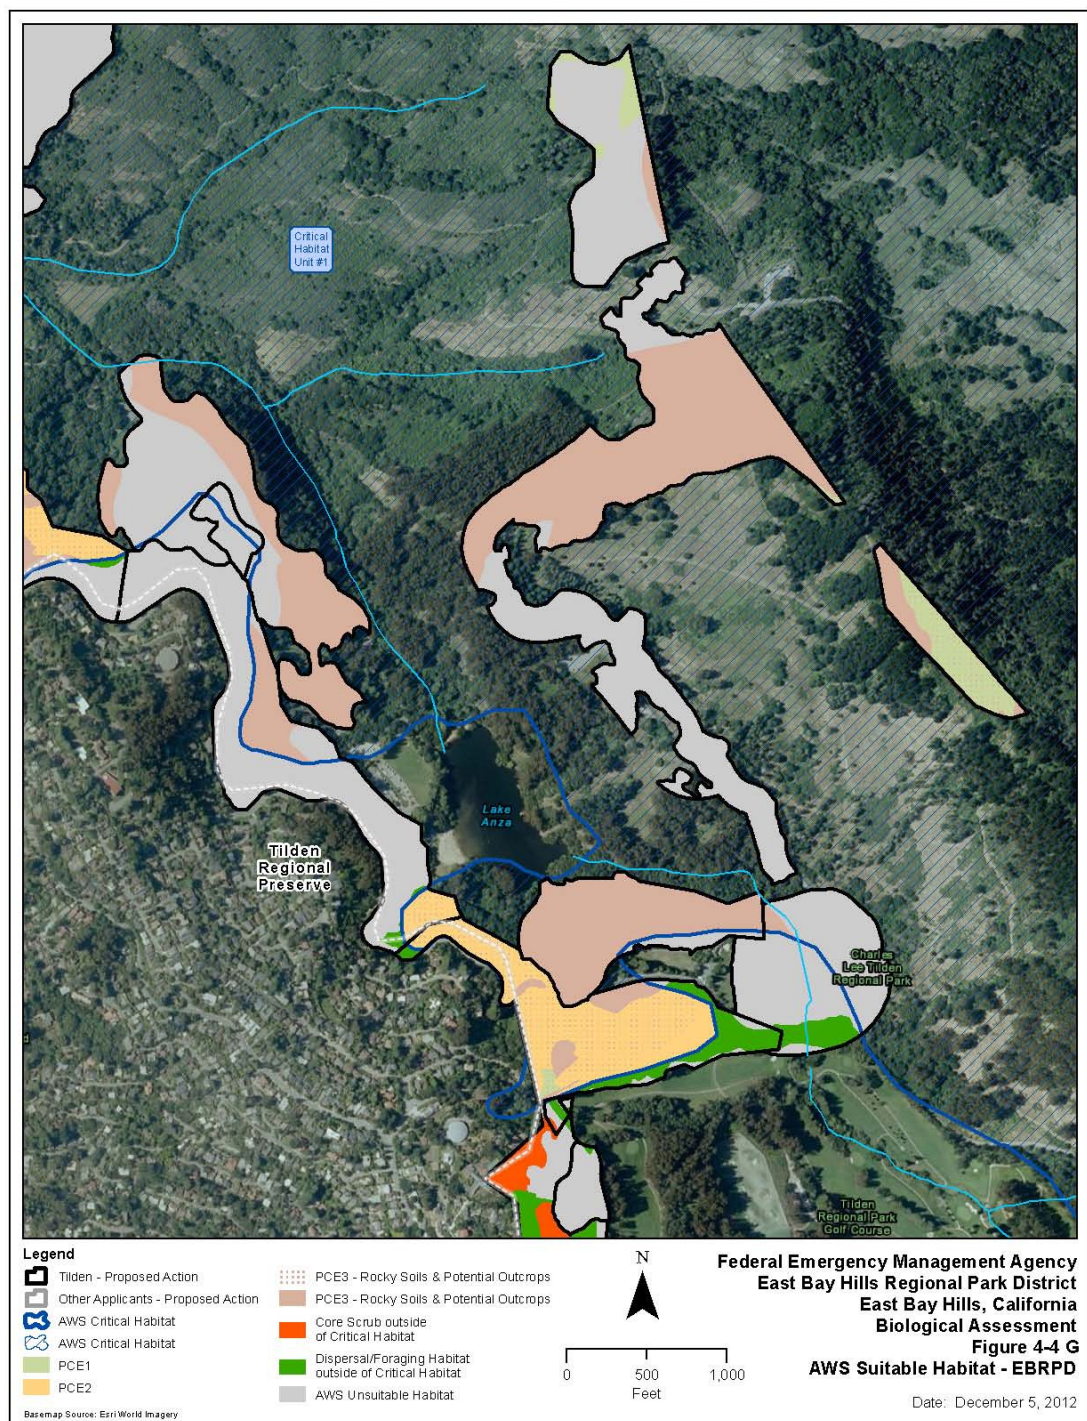 Critical
Habitat
Unit #1
Lake
Anza
Tilden
Regional
Preserve
Charles
Lee Tilden
Regional Park
Tilden
Regional Park
Golf Course
Legend
Tilden - Proposed Action
Other Applicants - Proposed Action
AWS Critical Habitat
AWS Critical Habitat
PCE1
PCE2
PCE3 - Rocky Soils & Potential Outcrops
PCE3 - Rocky Soils & Potential Outcrops
Core Scrub outside
of Critical Habitat
Dispersal/Foraging Habitat
outside of Critical Habitat
AWS Unsuitable Habitat
N
0 500 1,000
Feet
Federal Emergency Management Agency
East Bay Hills Regional Park District
East Bay Hills, California
Biological Assessment
Figure 4-4 G
AWS Suitable Habitat - EBRPD
Date: December 5, 2012
Basemap Source: Esri World Imagery